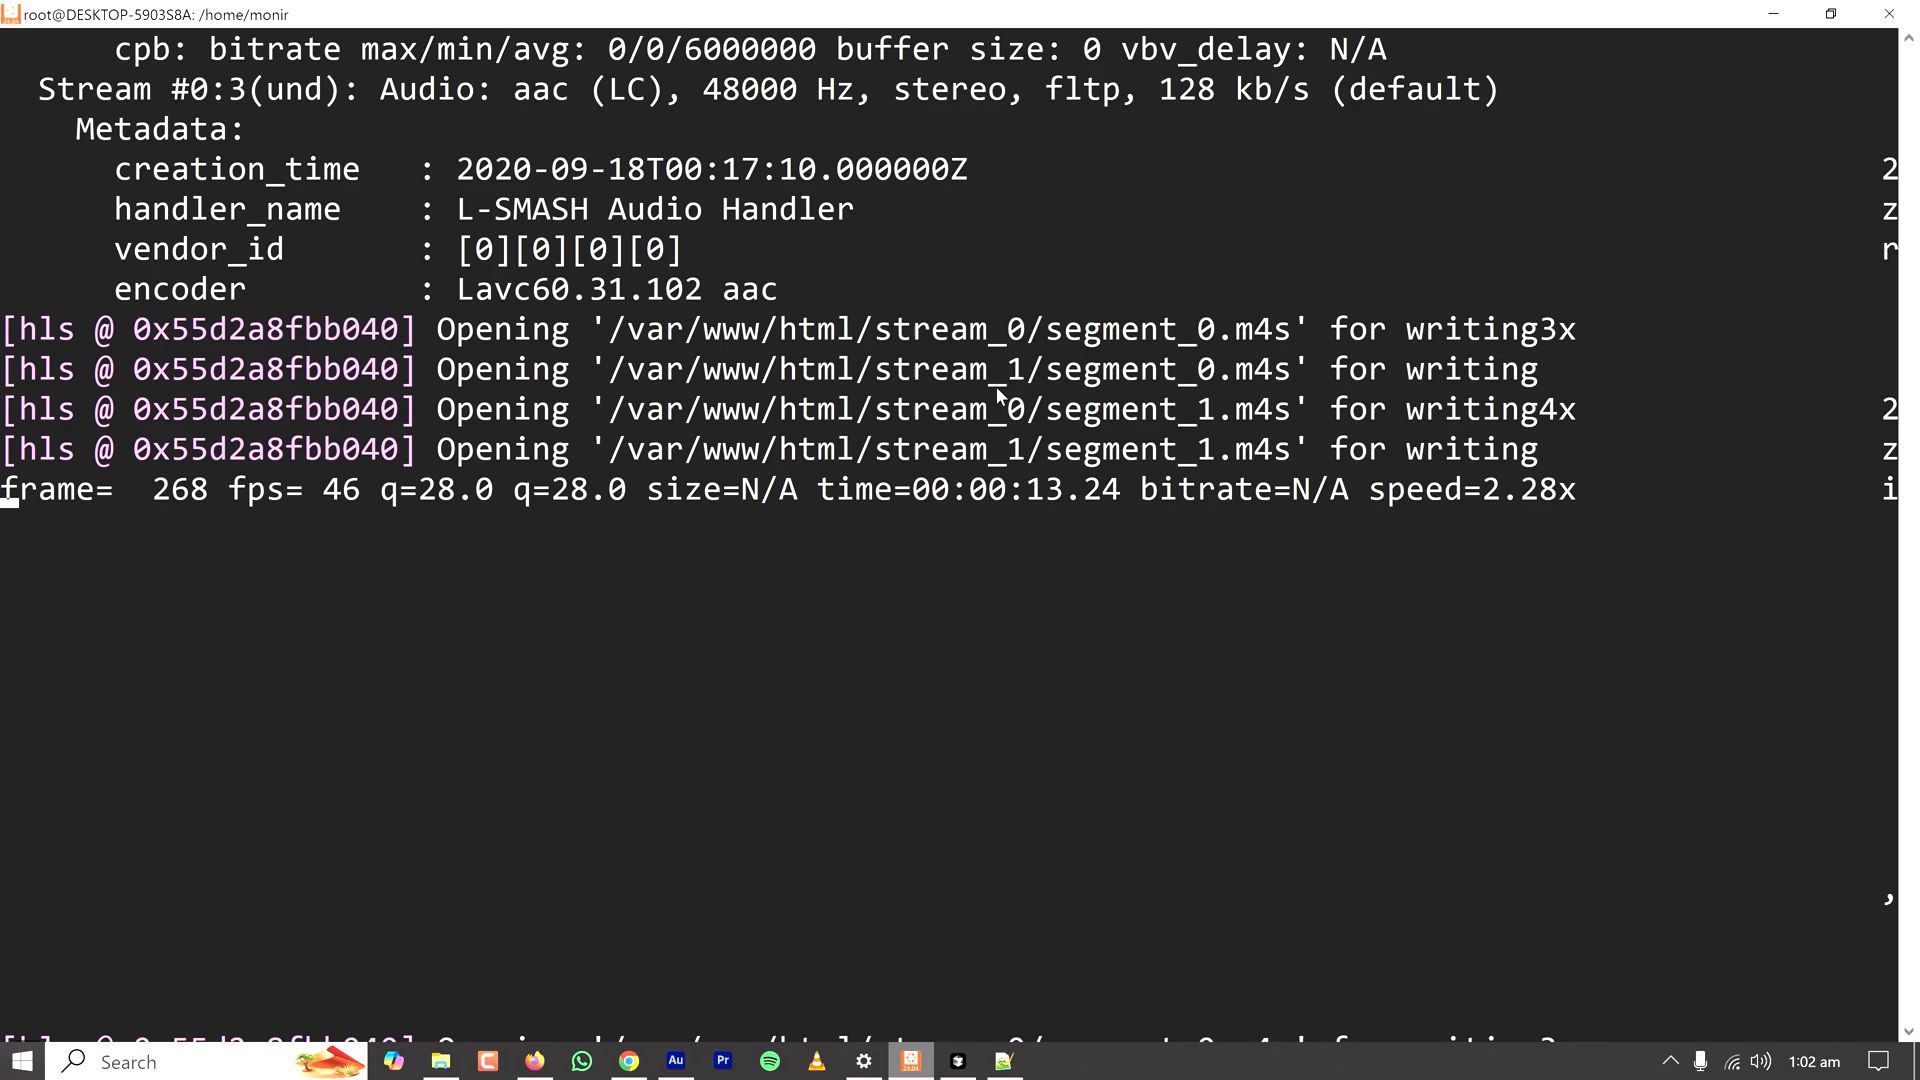 root@DESKTOP-5903S8A: /home/monir
cpb: bitrate max/min/avg: 0/0/6000000 buffer size: 0 vbv_delay: N/A
Stream #0:3(und): Audio: aac (LC), 48000 Hz, stereo, fltp, 128 kb/s (default)
Metadata:
creation_time : 2020-09-18T00:17:10.000000Z 2
handler_name : L-SMASH Audio Handler z
vendor_id : [0][0][0][0] r
encoder : Lavc60.31.102 aac
[hls @ 0x55d2a8fbb040] Opening '/var/www/html/stream_0/segment_0.m4s' for writing3x
[hls @ 0x55d2a8fbb040] Opening '/var/www/html/stream_1/segment_0.m4s' for writing
[hls @ 0x55d2a8fbb040] Opening '/var/www/html/stream_0/segment_1.m4s' for writing4x 2
[hls @ 0x55d2a8fbb040] Opening '/var/www/html/stream_1/segment_1.m4s' for writing z
frame= 268 fps= 46 q=28.0 q=28.0 size=N/A time=00:00:13.24 bitrate=N/A speed=2.28x i
,
Search
Au
Pr
24.04
1:02 am